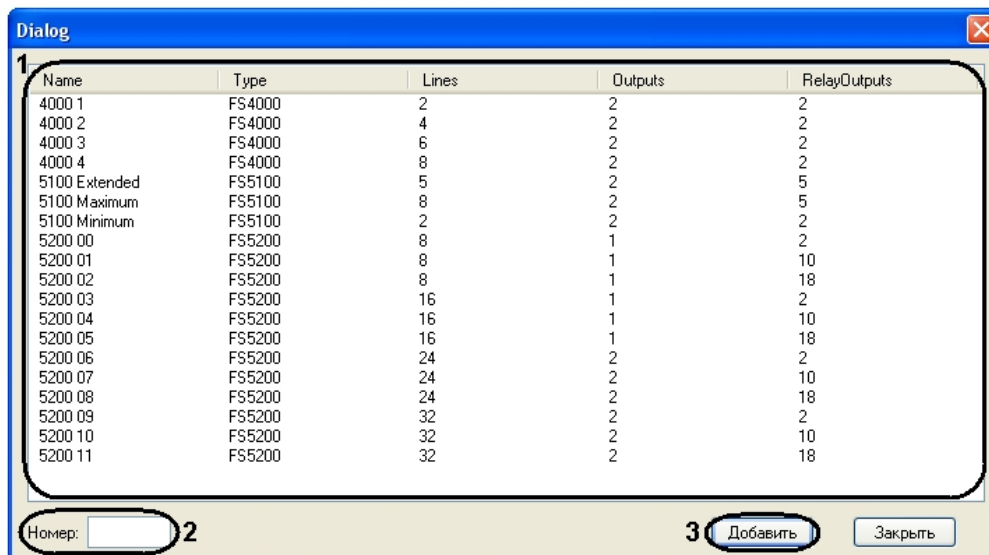 Dialog
1
Name Type Lines Outputs RelayOutputs
4000 1 FS4000 2 2 2
4000 2 FS4000 4 2 2
4000 3 FS4000 6 2 2
4000 4 FS4000 8 2 2
5100 Extended FS5100 5 2 5
5100 Maximum FS5100 8 2 5
5100 Minimum FS5100 2 2 2
5200 00 FS5200 8 1 2
5200 01 FS5200 8 1 10
5200 02 FS5200 8 1 18
5200 03 FS5200 16 1 2
5200 04 FS5200 16 1 10
5200 05 FS5200 16 1 18
5200 06 FS5200 24 2 2
5200 07 FS5200 24 2 10
5200 08 FS5200 24 2 18
5200 09 FS5200 32 2 2
5200 10 FS5200 32 2 10
5200 11 FS5200 32 2 18
Номер: 2 3 Добавить Закрыть